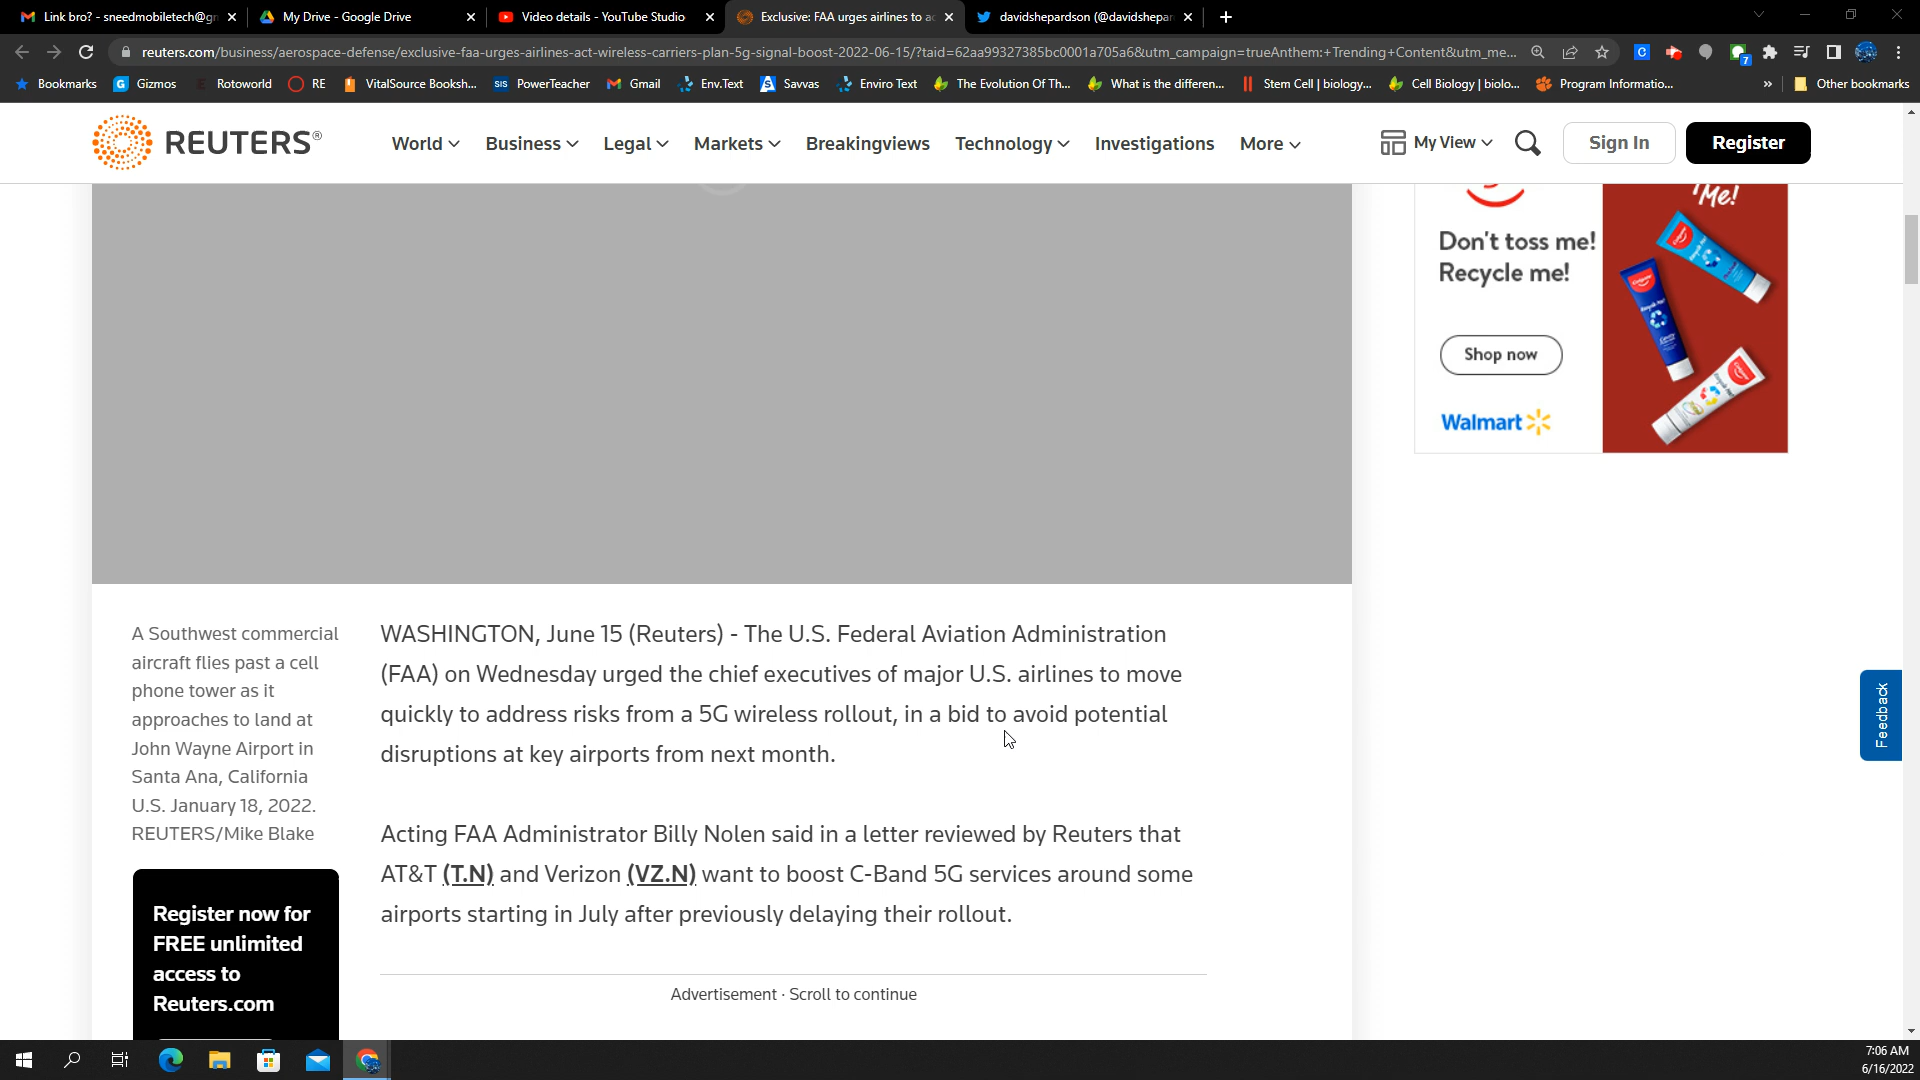 Link bro? - sneedmobiletech@gm
My Drive - Google Drive
Video details - YouTube Studio
Exclusive: FAA urges airlines to ac
davidshepardson (@davidshepar
reuters.com/business/aerospace-defense/exclusive-faa-urges-airlines-act-wireless-carriers-plan-5g-signal-boost-2022-06-15/?taid=62aa99327385bc0001a705a6&utm_campaign=trueAnthem:+Trending+Content&utm_me...
Bookmarks
Gizmos
Rotoworld
RE
VitalSource Booksh...
SIS
PowerTeacher
Gmail
Env.Text
Savvas
Enviro Text
The Evolution Of Th...
What is the differen...
Stem Cell | biology...
Cell Biology | biolo...
Program Informatio...
»
Other bookmarks
REUTERS®
World
Business
Legal
Markets
Breakingviews
Technology
Investigations
More
My View
Sign In
Register
Me!
Don't toss me!
Recycle me!
Shop now
Walmart
Feedback
A Southwest commercial
aircraft flies past a cell
phone tower as it
approaches to land at
John Wayne Airport in
Santa Ana, California
U.S. January 18, 2022.
REUTERS/Mike Blake
WASHINGTON, June 15 (Reuters) - The U.S. Federal Aviation Administration
(FAA) on Wednesday urged the chief executives of major U.S. airlines to move
quickly to address risks from a 5G wireless rollout, in a bid to avoid potential
disruptions at key airports from next month.
Acting FAA Administrator Billy Nolen said in a letter reviewed by Reuters that
AT&T (T.N) and Verizon (VZ.N) want to boost C-Band 5G services around some
airports starting in July after previously delaying their rollout.
Register now for
FREE unlimited
access to
Reuters.com
Advertisement · Scroll to continue
7:06 AM
6/16/2022